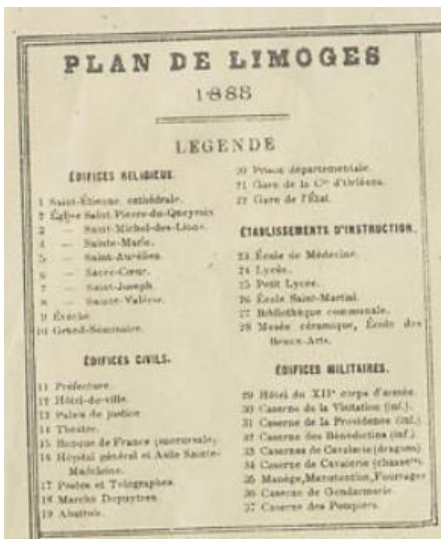 PLAN DE LIMOGES
1888
LEGENDE
ÉDIFICES RELIGIEUX.
1 Saint-Étienne cathédrale.
2 Église Saint-Pierre-du-Queyroix
3 — Saint-Michel-des-Lions.
4 — Sainte-Marie.
5 — Saint-Aurélien.
6 — Sacré-Cœur.
7 — Saint-Joseph.
8 — Sainte-Valérie.
9 Évêché.
10 Grand-Séminaire.
ÉDIFICES CIVILS.
11 Préfecture.
12 Hôtel-de-ville.
13 Palais de justice
14 Théâtre.
15 Banque de France (succursale).
16 Hôpital général et Asile Sainte-
Madeleine.
17 Postes et Télégraphes.
18 Marché Dupuytren.
19 Abattoir.
20 Prison départementale.
21 Gare de la Cie d'Orléans.
22 Gare de l'État.
ÉTABLISSEMENTS D'INSTRUCTION.
23 École de Médecine.
24 Lycée.
25 Petit Lycée.
26 École Saint-Martial.
27 Bibliothèque communale.
28 Musée céramique, École des
Beaux-Arts.
ÉDIFICES MILITAIRES.
29 Hôtel du XIIe corps d'armée.
30 Caserne de la Visitation (inf.).
31 Caserne de la Providence (inf.)
32 Caserne des Bénédictins (inf.)
33 Casernes de Cavalerie (dragons)
34 Caserne de Cavalerie (chasseurs)
35 Manège, Manutention, Fourrages
36 Caserne de Gendarmerie.
37 Caserne des Pompiers.